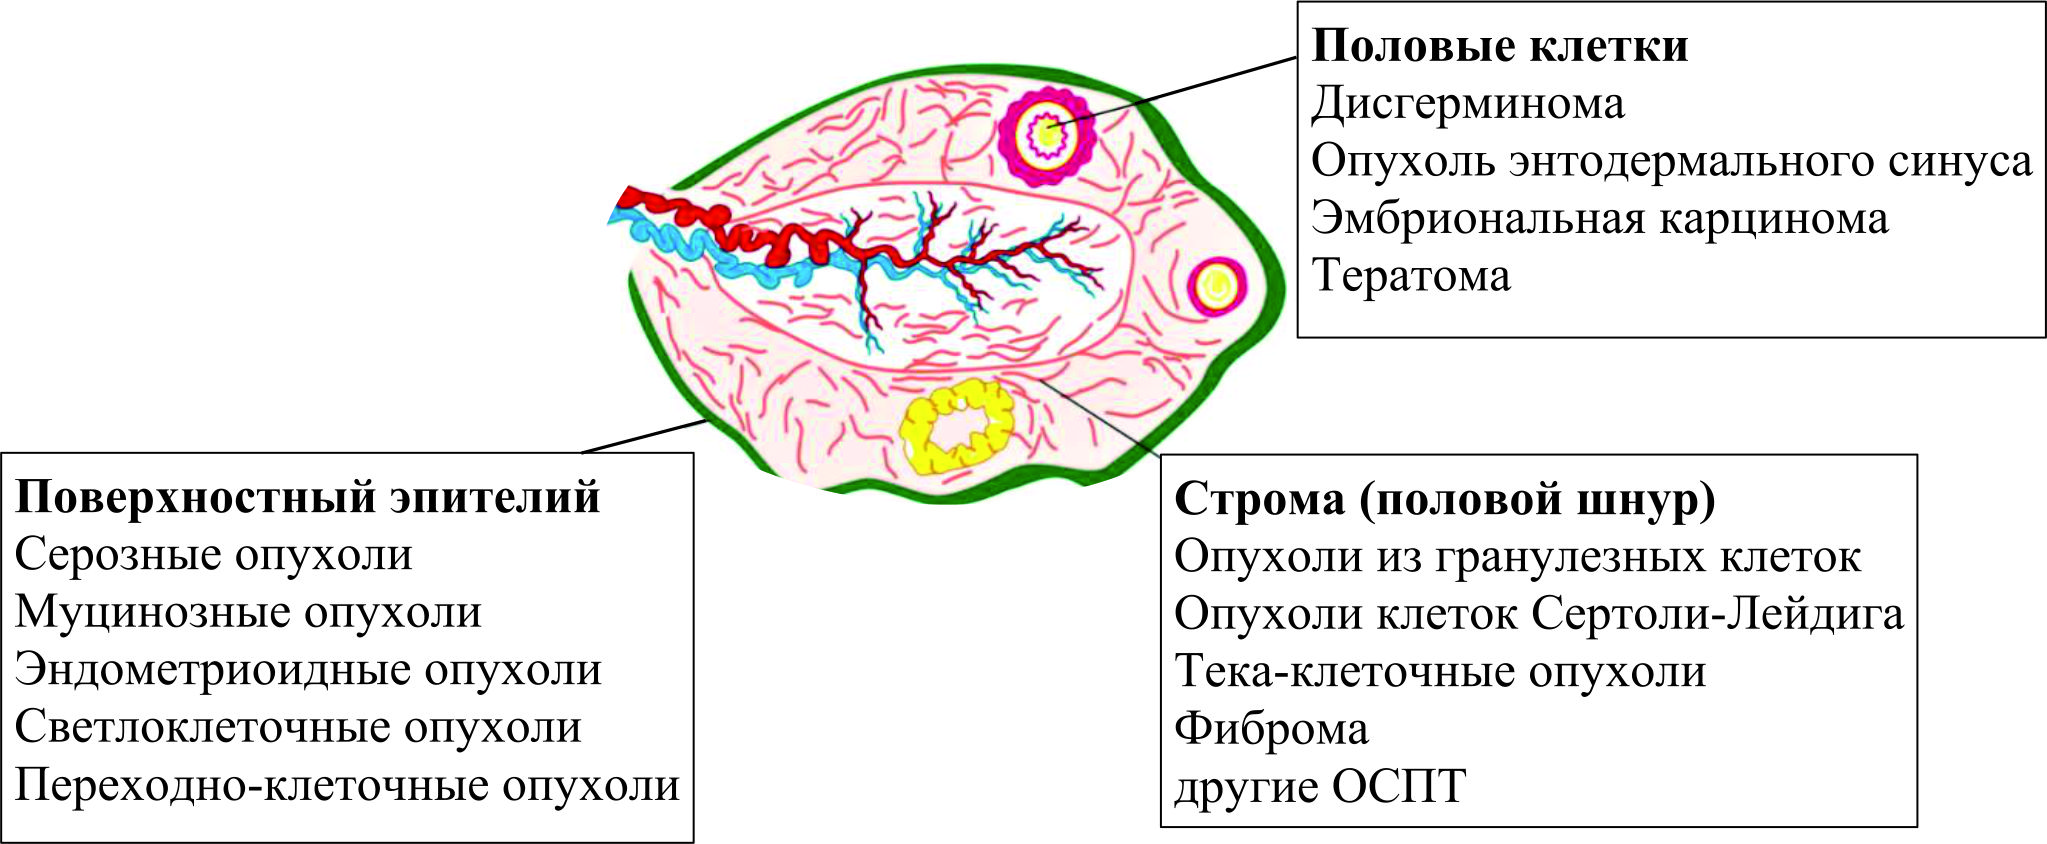 Половые клетки
Дисгерминома
Опухоль энтодермального синуса
Эмбриональная карцинома
Тератома
Поверхностный эпителий
Серозные опухоли
Муцинозные опухоли
Эндометриоидные опухоли
Светлоклеточные опухоли
Переходно-клеточные опухоли
Строма (половой шнур)
Опухоли из гранулезных клеток
Опухоли клеток Сертоли-Лейдига
Тека-клеточные опухоли
Фиброма
другие ОСПТ